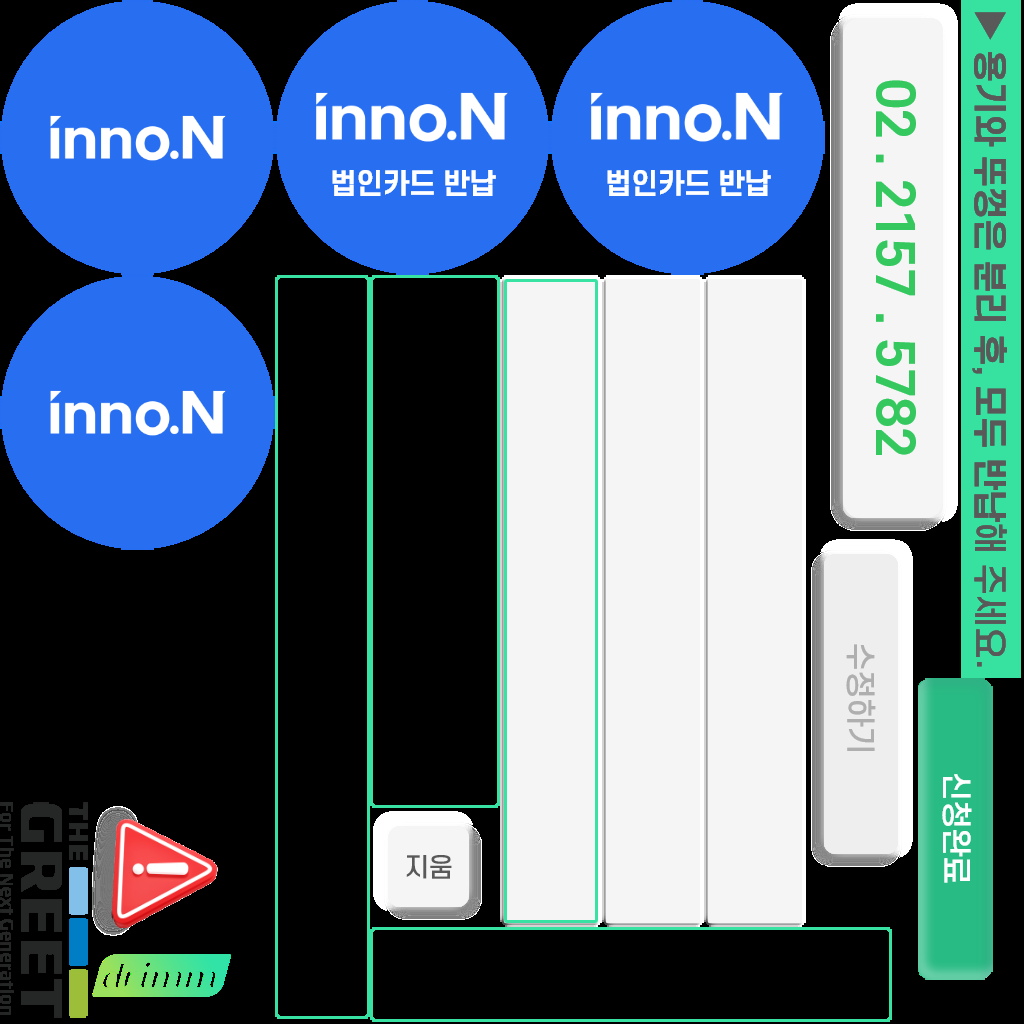 inno.N
inno.N
법인카드 반납
inno.N
법인카드 반납
inno.N
02 . 2157 . 5782
▶ 용기와 뚜껑은 분리 후, 모두 반납해 주세요.
수정하기
신청완료
지움
THE
GREET
For The Next Generation
drimm